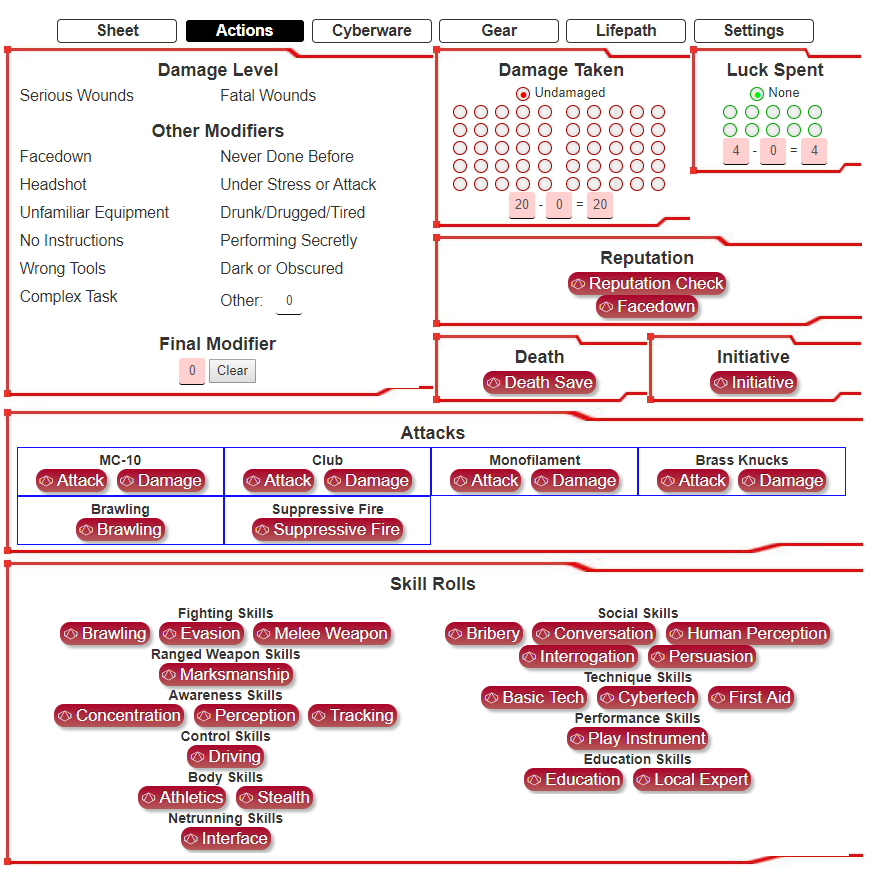 Sheet Actions Cyberware Gear Lifepath Settings
Damage Level
Serious Wounds Fatal Wounds
Other Modifiers
Facedown Never Done Before
Headshot Under Stress or Attack
Unfamiliar Equipment Drunk/Drugged/Tired
No Instructions Performing Secretly
Wrong Tools Dark or Obscured
Complex Task Other: 0
Final Modifier
0 Clear
Damage Taken
Undamaged
20 - 0 = 20
Luck Spent
None
4 - 0 = 4
Reputation
Reputation Check
Facedown
Death
Death Save
Initiative
Initiative
Attacks
MC-10 Club Monofilament Brass Knucks
Attack Damage Attack Damage Attack Damage Attack Damage
Brawling Suppressive Fire
Brawling Suppressive Fire
Skill Rolls
Fighting Skills
Brawling Evasion Melee Weapon
Ranged Weapon Skills
Marksmanship
Awareness Skills
Concentration Perception Tracking
Control Skills
Driving
Body Skills
Athletics Stealth
Netrunning Skills
Interface
Social Skills
Bribery Conversation Human Perception
Interrogation Persuasion
Technique Skills
Basic Tech Cybertech First Aid
Performance Skills
Play Instrument
Education Skills
Education Local Expert